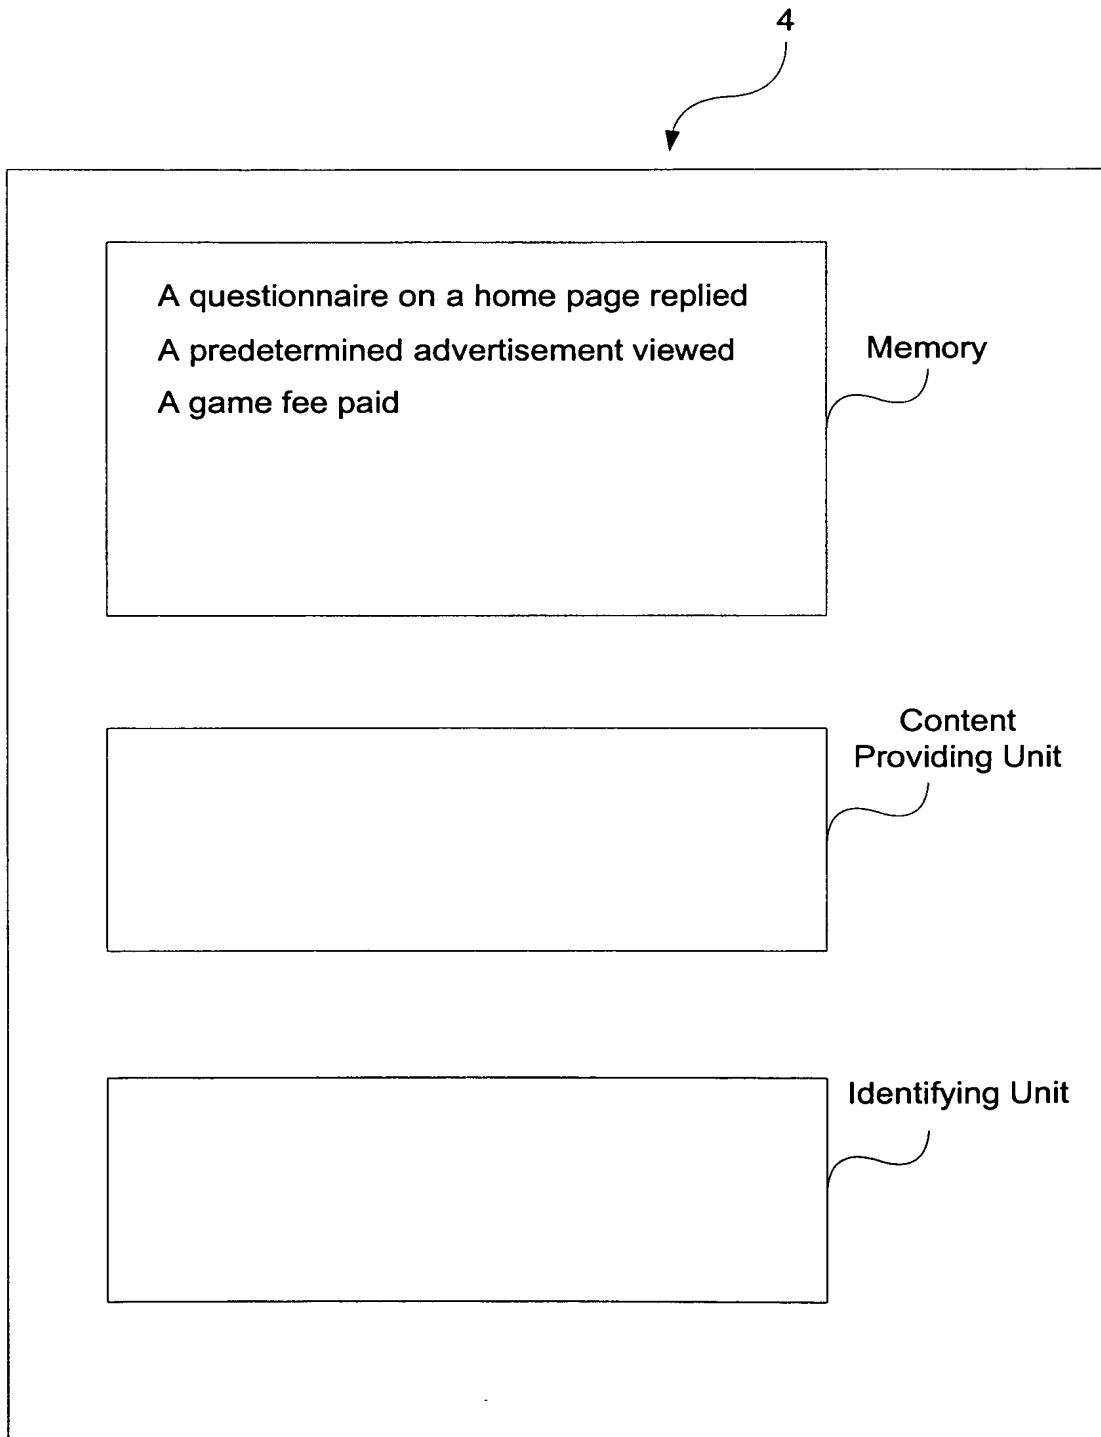 4
A questionnaire on a home page replied
A predetermined advertisement viewed
A game fee paid
Memory
Content
Providing Unit
Identifying Unit